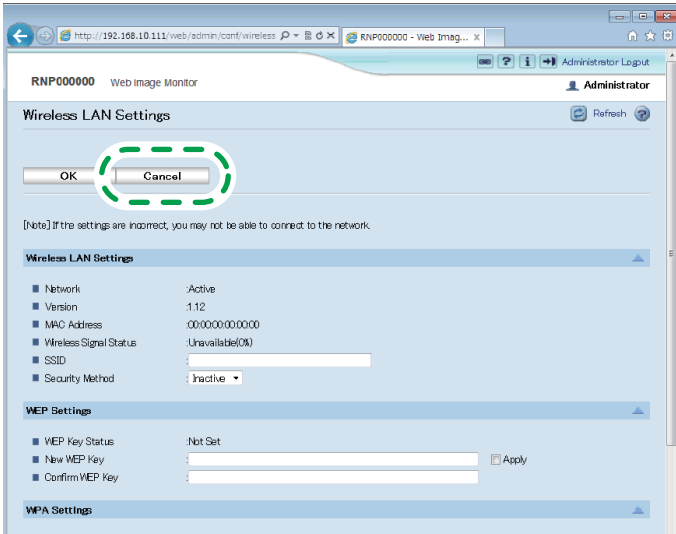 http://192.168.10.111/web/admin/conf/wireless
RNP000000 - Web Imag...
Administrator Logout
RNP000000 Web Image Monitor
Administrator
Wireless LAN Settings
Refresh
OK Cancel
[Note] If the settings are incorrect, you may not be able to connect to the network.
Wireless LAN Settings
Network :Active
Version :1.12
MAC Address :00:00:00:00:00:00
Wireless Signal Status :Unavailable(0%)
SSID :
Security Method : Inactive
WEP Settings
WEP Key Status :Not Set
New WEP Key : Apply
Confirm WEP Key :
WPA Settings